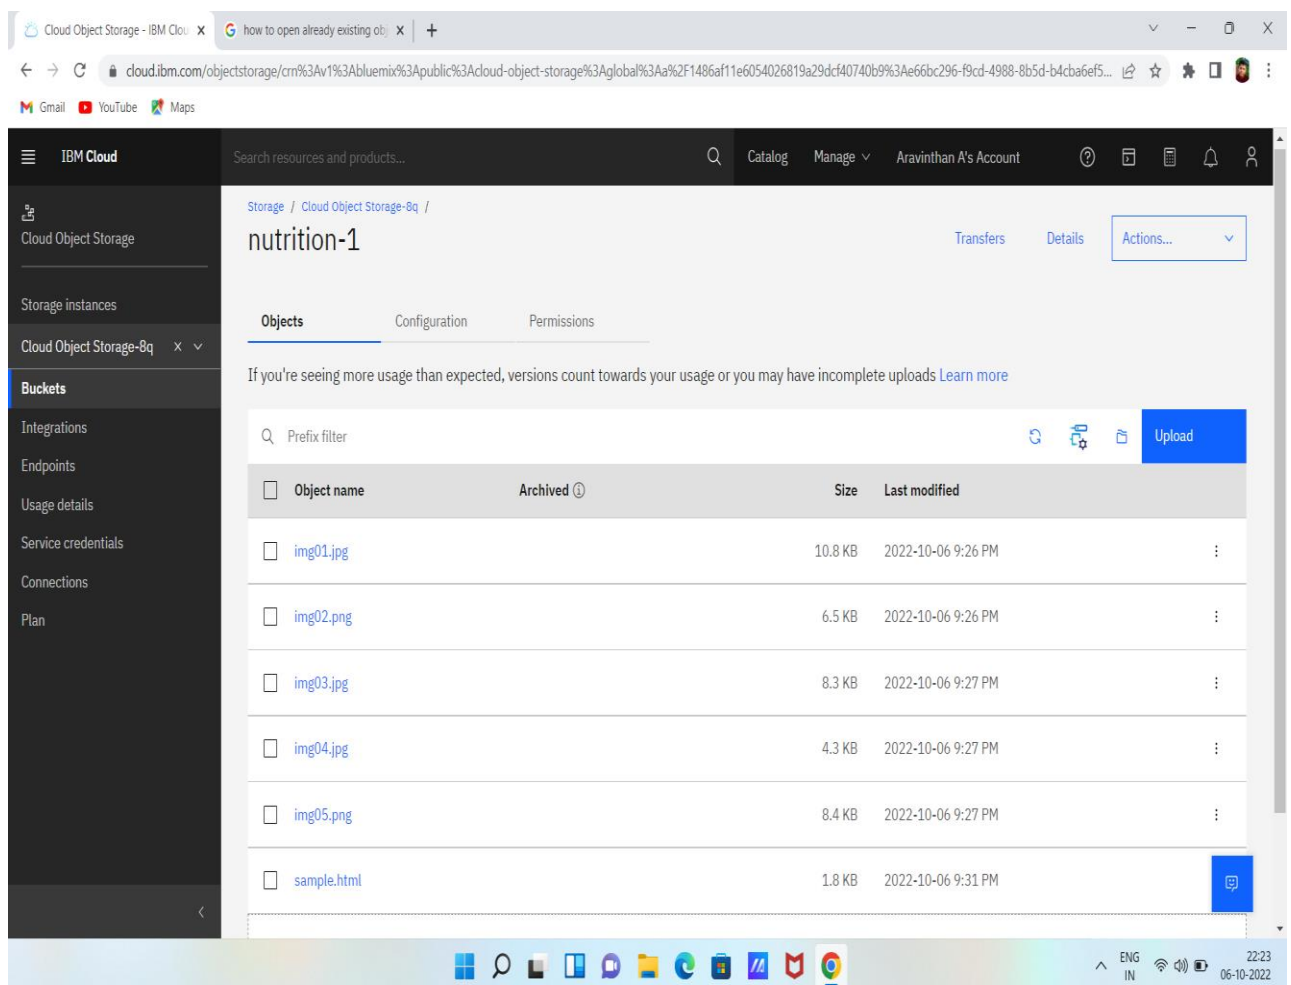 Cloud Object Storage - IBM Clou
how to open already existing obj
cloud.ibm.com/objectstorage/crn%3Av1%3Abluemix%3Apublic%3Acloud-object-storage%3Aglobal%3Aa%2F1486af11e6054026819a29dcf40740b9%3Ae66bc296-f9cd-4988-8b5d-b4cba6ef5...
Gmail YouTube Maps
IBM Cloud Search resources and products... Catalog Manage Aravinthan A's Account
Cloud Object Storage
Storage instances
Cloud Object Storage-8q
Buckets
Integrations
Endpoints
Usage details
Service credentials
Connections
Plan
Storage / Cloud Object Storage-8q /
nutrition-1 Transfers Details Actions...
Objects Configuration Permissions
If you're seeing more usage than expected, versions count towards your usage or you may have incomplete uploads Learn more
Prefix filter Upload
Object name Archived Size Last modified
img01.jpg 10.8 KB 2022-10-06 9:26 PM
img02.png 6.5 KB 2022-10-06 9:26 PM
img03.jpg 8.3 KB 2022-10-06 9:27 PM
img04.jpg 4.3 KB 2022-10-06 9:27 PM
img05.png 8.4 KB 2022-10-06 9:27 PM
sample.html 1.8 KB 2022-10-06 9:31 PM
ENG 22:23
IN 06-10-2022